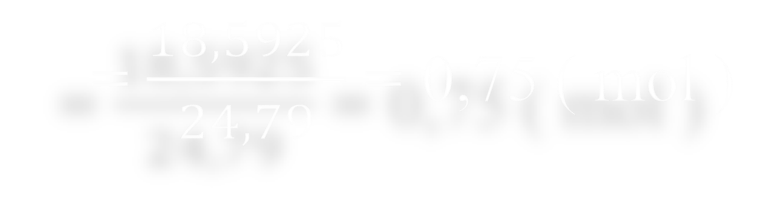 = 18,5925 / 24,79 = 0,75 ( mol )